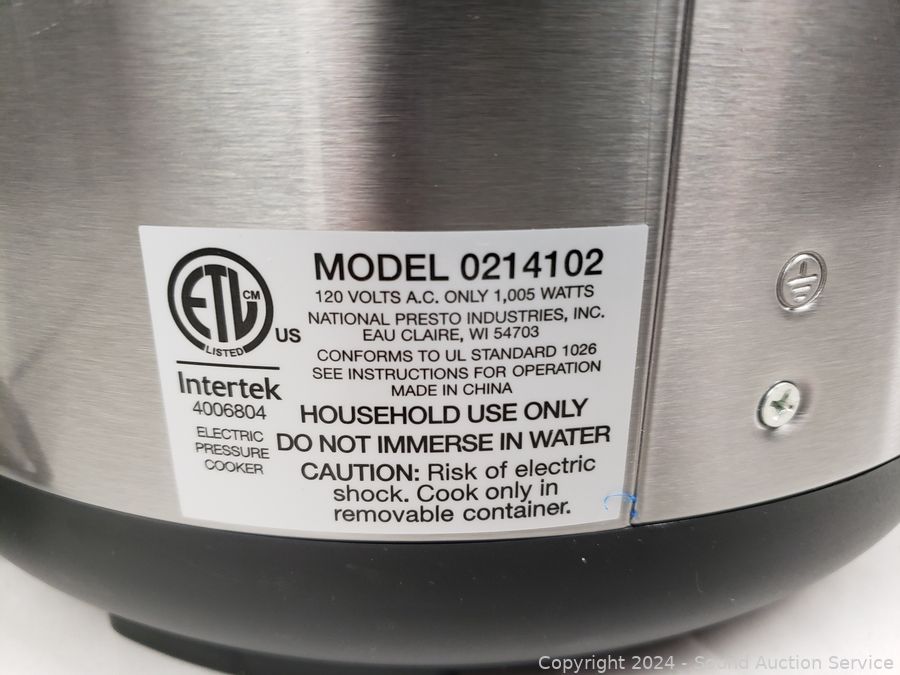 ETL
CM
LISTED
US
Intertek
4006804
ELECTRIC
PRESSURE
COOKER
MODEL 0214102
120 VOLTS A.C. ONLY 1,005 WATTS
NATIONAL PRESTO INDUSTRIES, INC.
EAU CLAIRE, WI 54703
CONFORMS TO UL STANDARD 1026
SEE INSTRUCTIONS FOR OPERATION
MADE IN CHINA
HOUSEHOLD USE ONLY
DO NOT IMMERSE IN WATER
CAUTION: Risk of electric
shock. Cook only in
removable container.
Copyright 2024 - Sound Auction Service